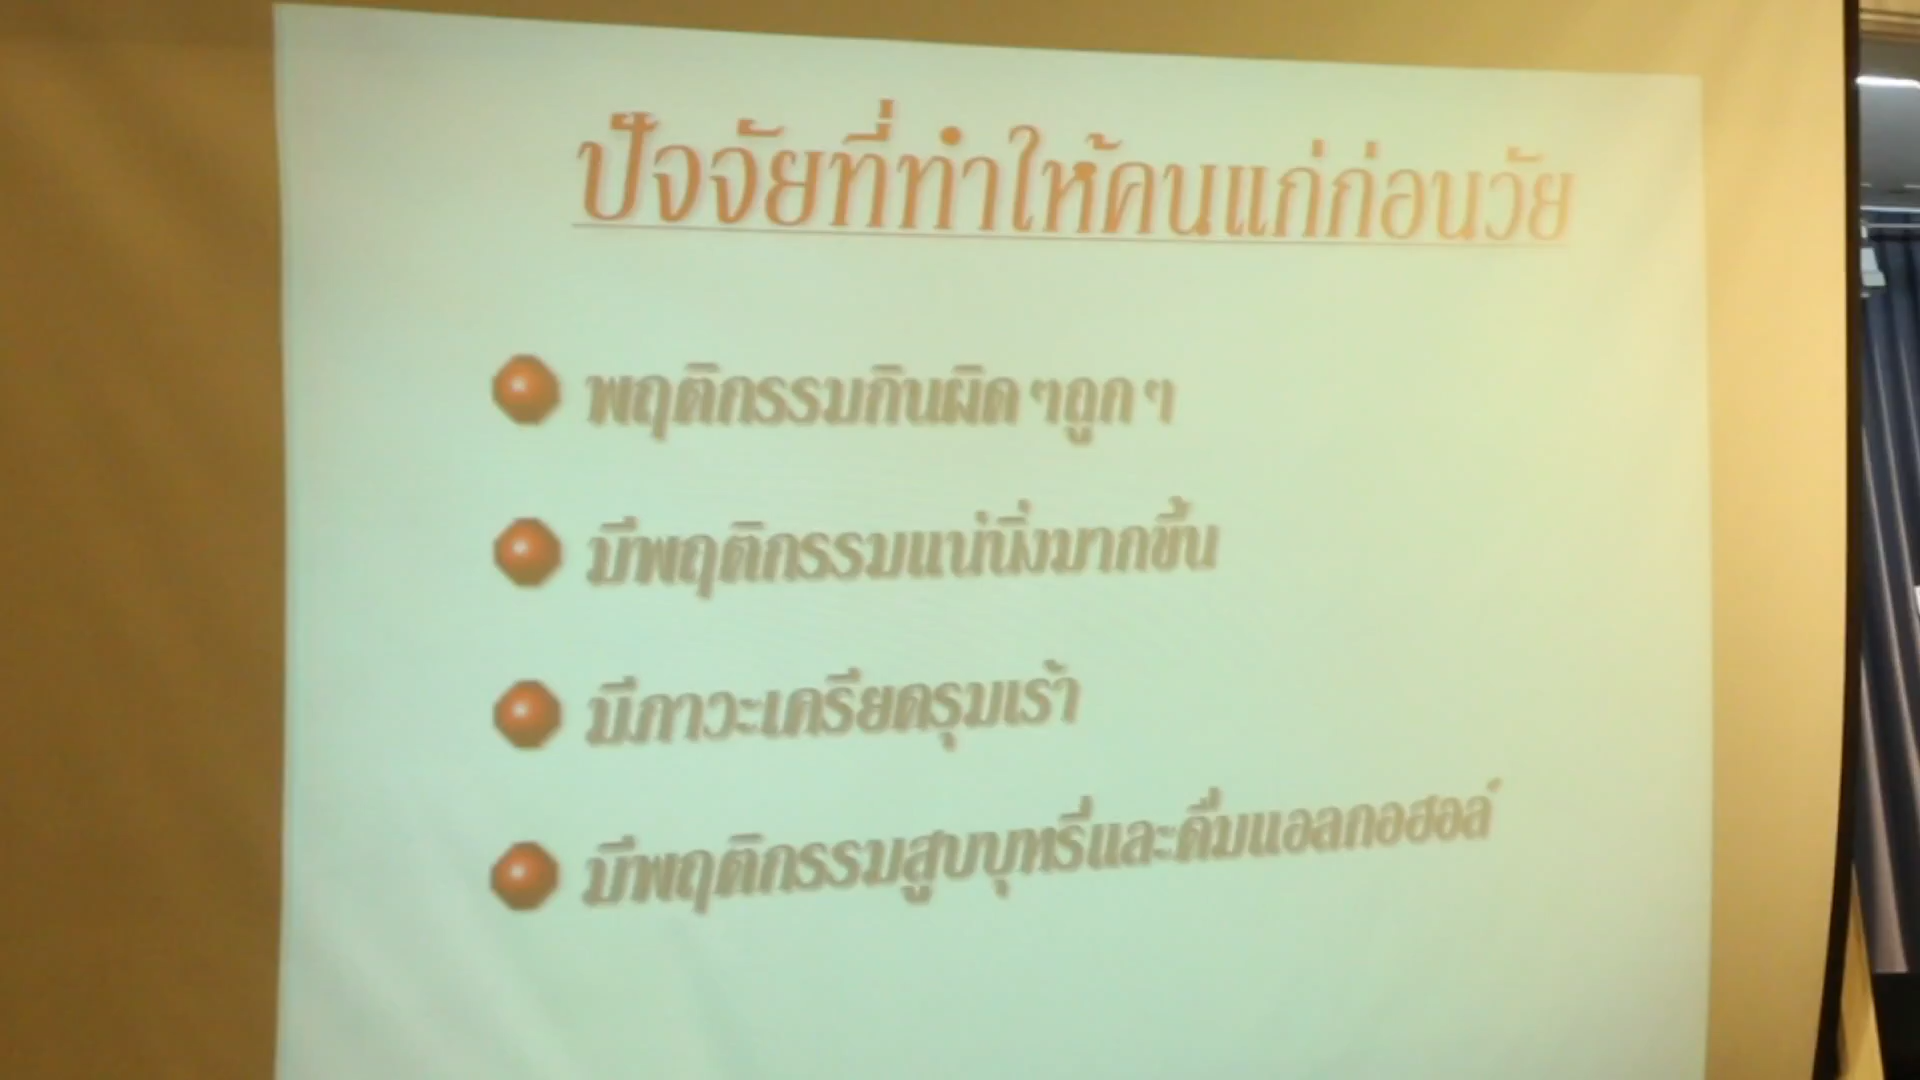 ปัจจัยที่ทำให้คนแก่ก่อนวัย
พฤติกรรมกินผิดๆถูกๆ
มีพฤติกรรมแน่นิ่งมากขึ้น
มีภาวะเครียดรุมเร้า
มีพฤติกรรมสูบบุหรี่และดื่มแอลกอฮอล์